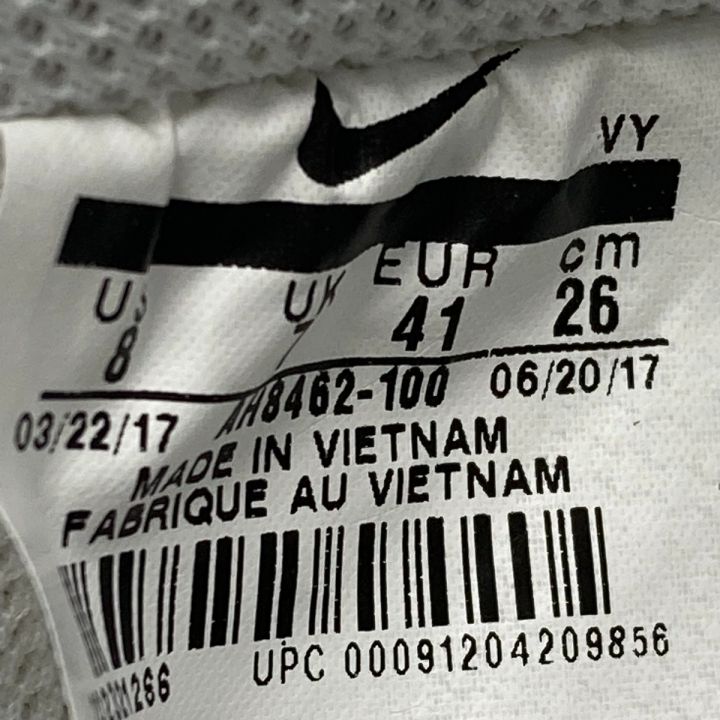 VY
US UK EUR cm
8 7 41 26
03/22/17 AH8462-100 06/20/17
MADE IN VIETNAM
FABRIQUE AU VIETNAM
UPC 00091204209856